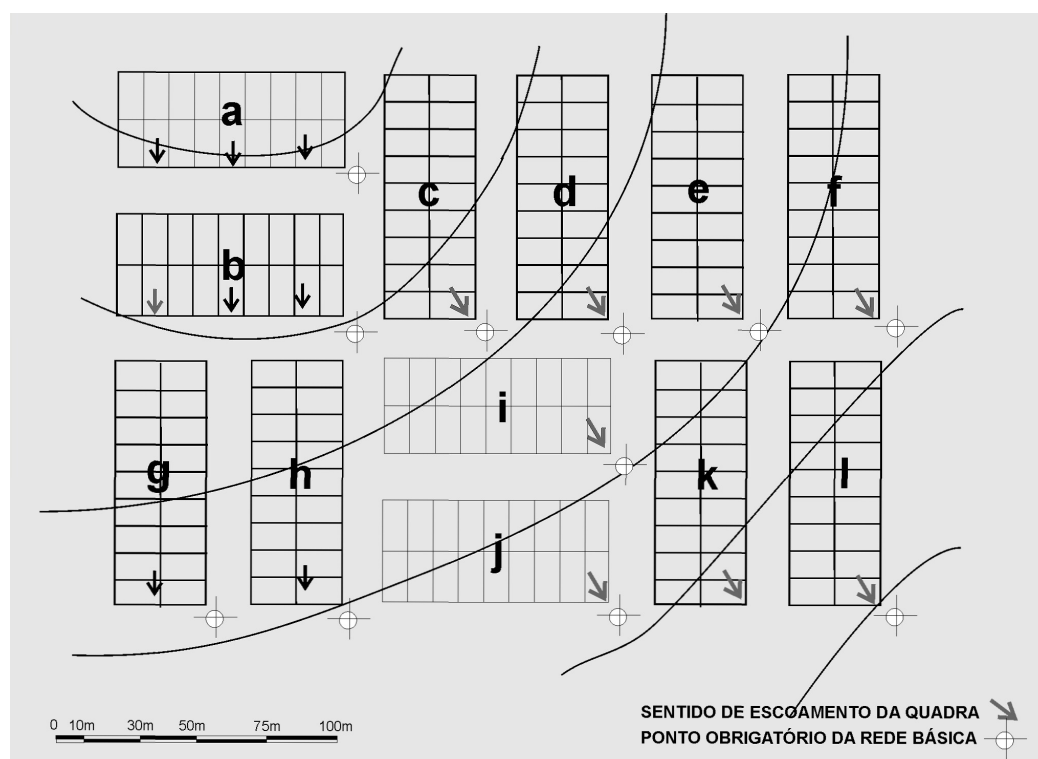 a
b
c
d
e
f
g
h
i
j
k
l
0 10m 30m 50m 75m 100m
SENTIDO DE ESCOAMENTO DA QUADRA
PONTO OBRIGATÓRIO DA REDE BÁSICA